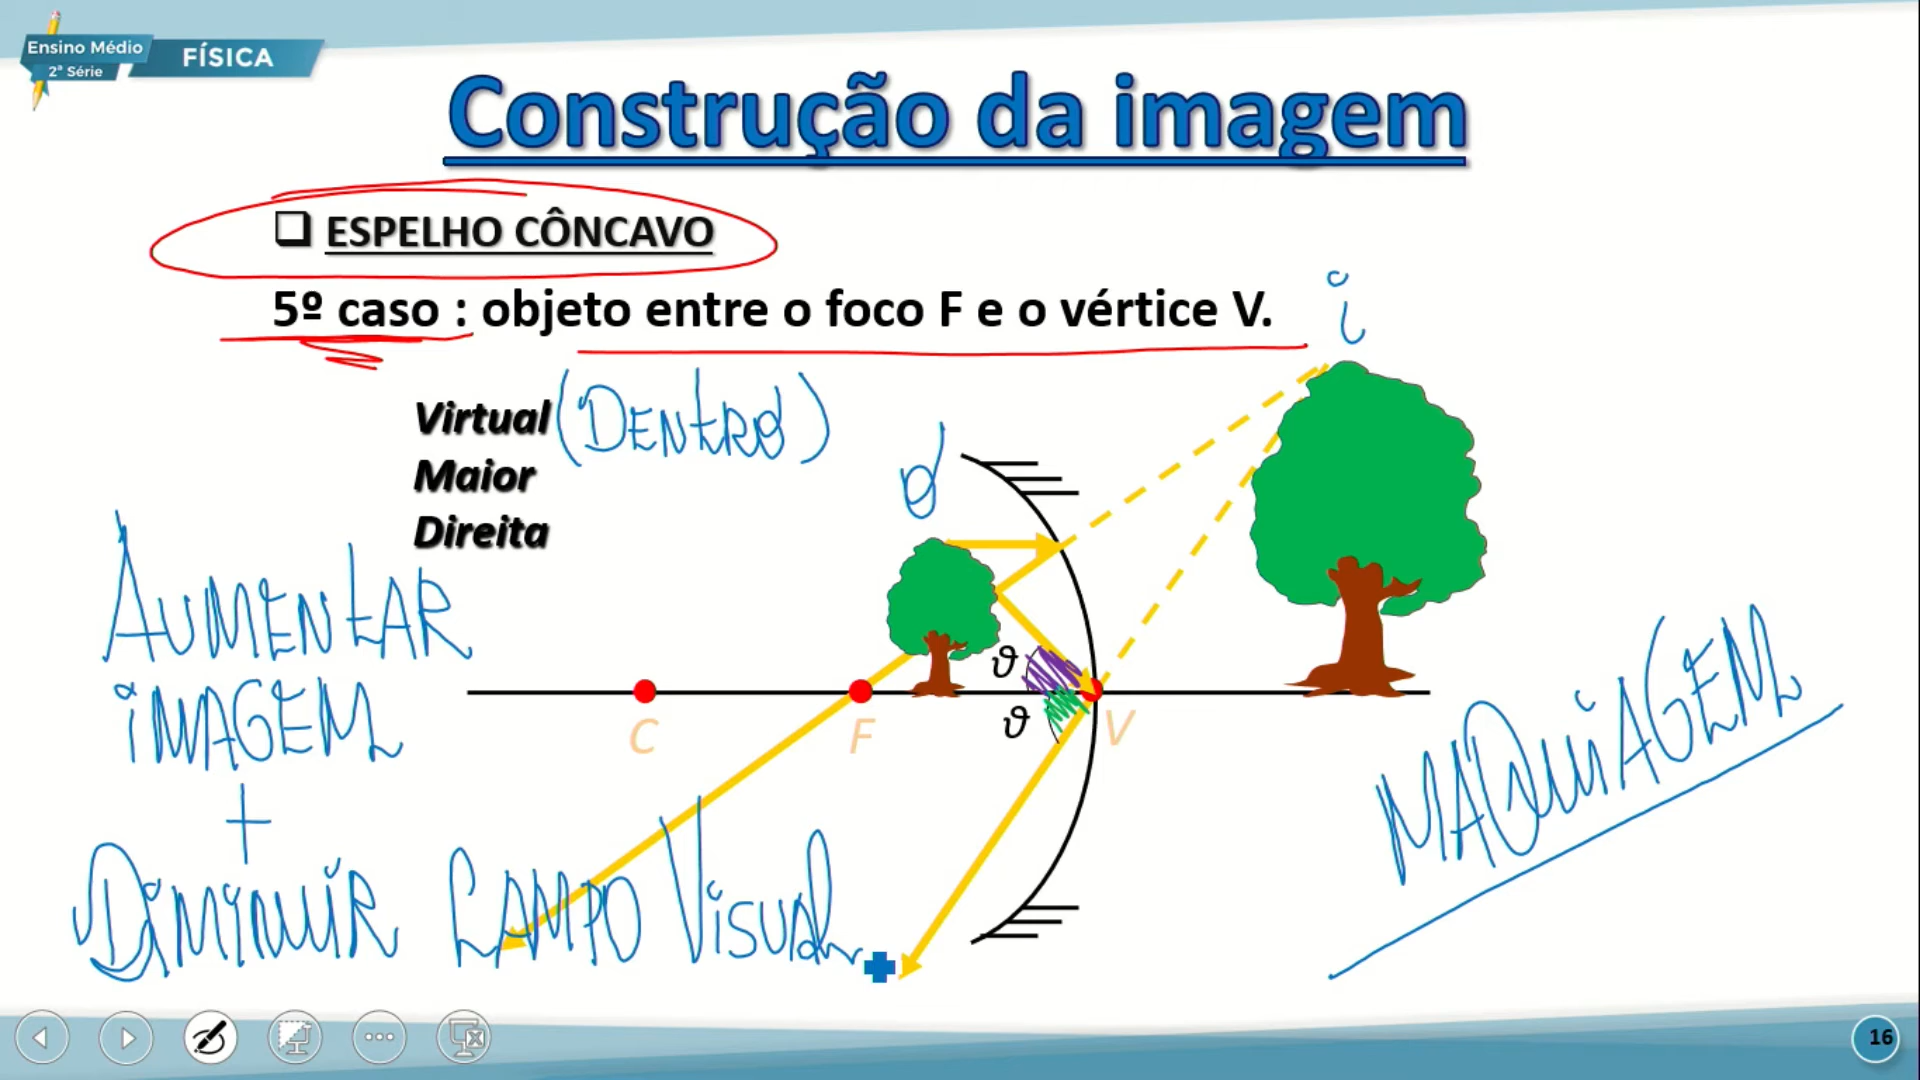 Ensino Médio
2ª Série
FÍSICA
Construção da imagem
ESPELHO CÔNCAVO
5º caso : objeto entre o foco F e o vértice V.
i
Virtual (DENTRO)
Maior
Direita
o
AUMENTAR
IMAGEM
+
DIMINUIR CAMPO VISUAL
ϑ
ϑ
C
F
V
MAQUIAGEM
16